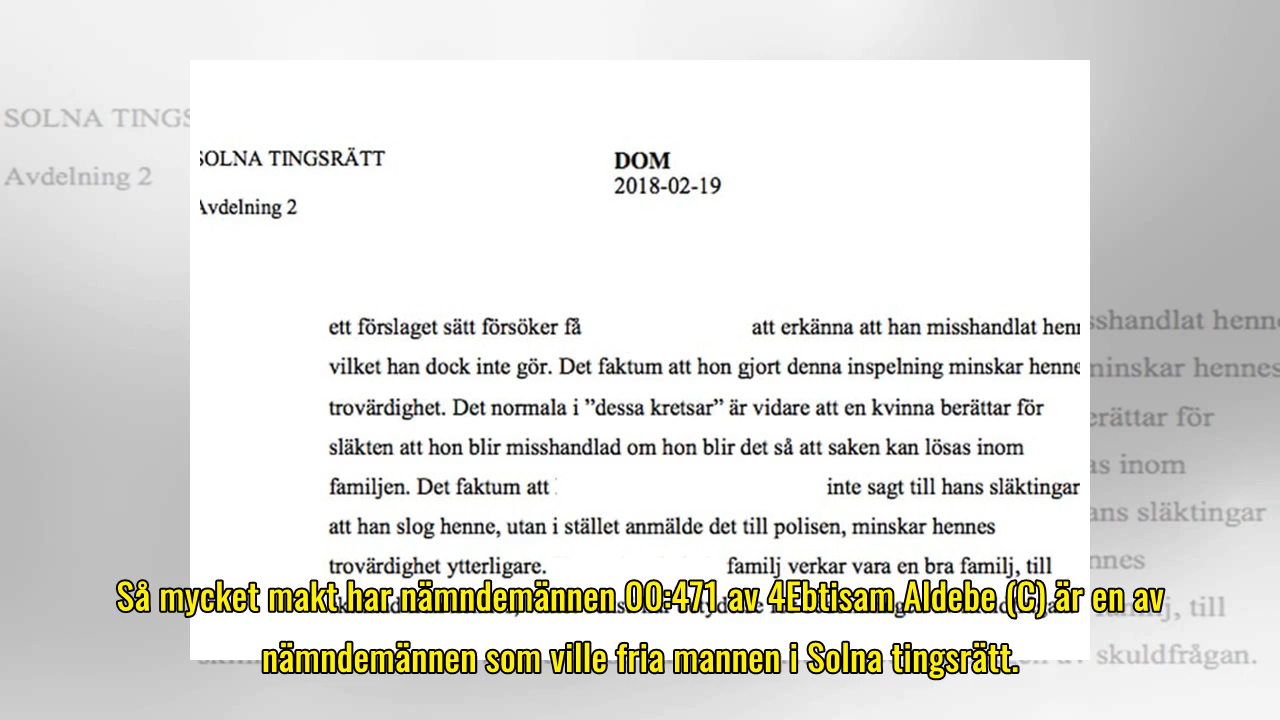 SOLNA TINGS
Avdelning 2
SOLNA TINGSRÄTT
Avdelning 2
DOM
2018-02-19
ett förslaget sätt försöker få att erkänna att han misshandlat henn
vilket han dock inte gör. Det faktum att hon gjort denna inspelning minskar henne
trovärdighet. Det normala i ”dessa kretsar” är vidare att en kvinna berättar för
släkten att hon blir misshandlad om hon blir det så att saken kan lösas inom
familjen. Det faktum att inte sagt till hans släktingar
att han slog henne, utan i stället anmälde det till polisen, minskar hennes
trovärdighet ytterligare. familj verkar vara en bra familj, till
sshandlat henne
minskar hennes
erättar för
as inom
ans släktingar
nnes
familj, till
skuldfrågan.
Så mycket makt har nämndemännen 00:471 av 4Ebtisam Aldebe (C) är en av
nämndemännen som ville fria mannen i Solna tingsrätt.